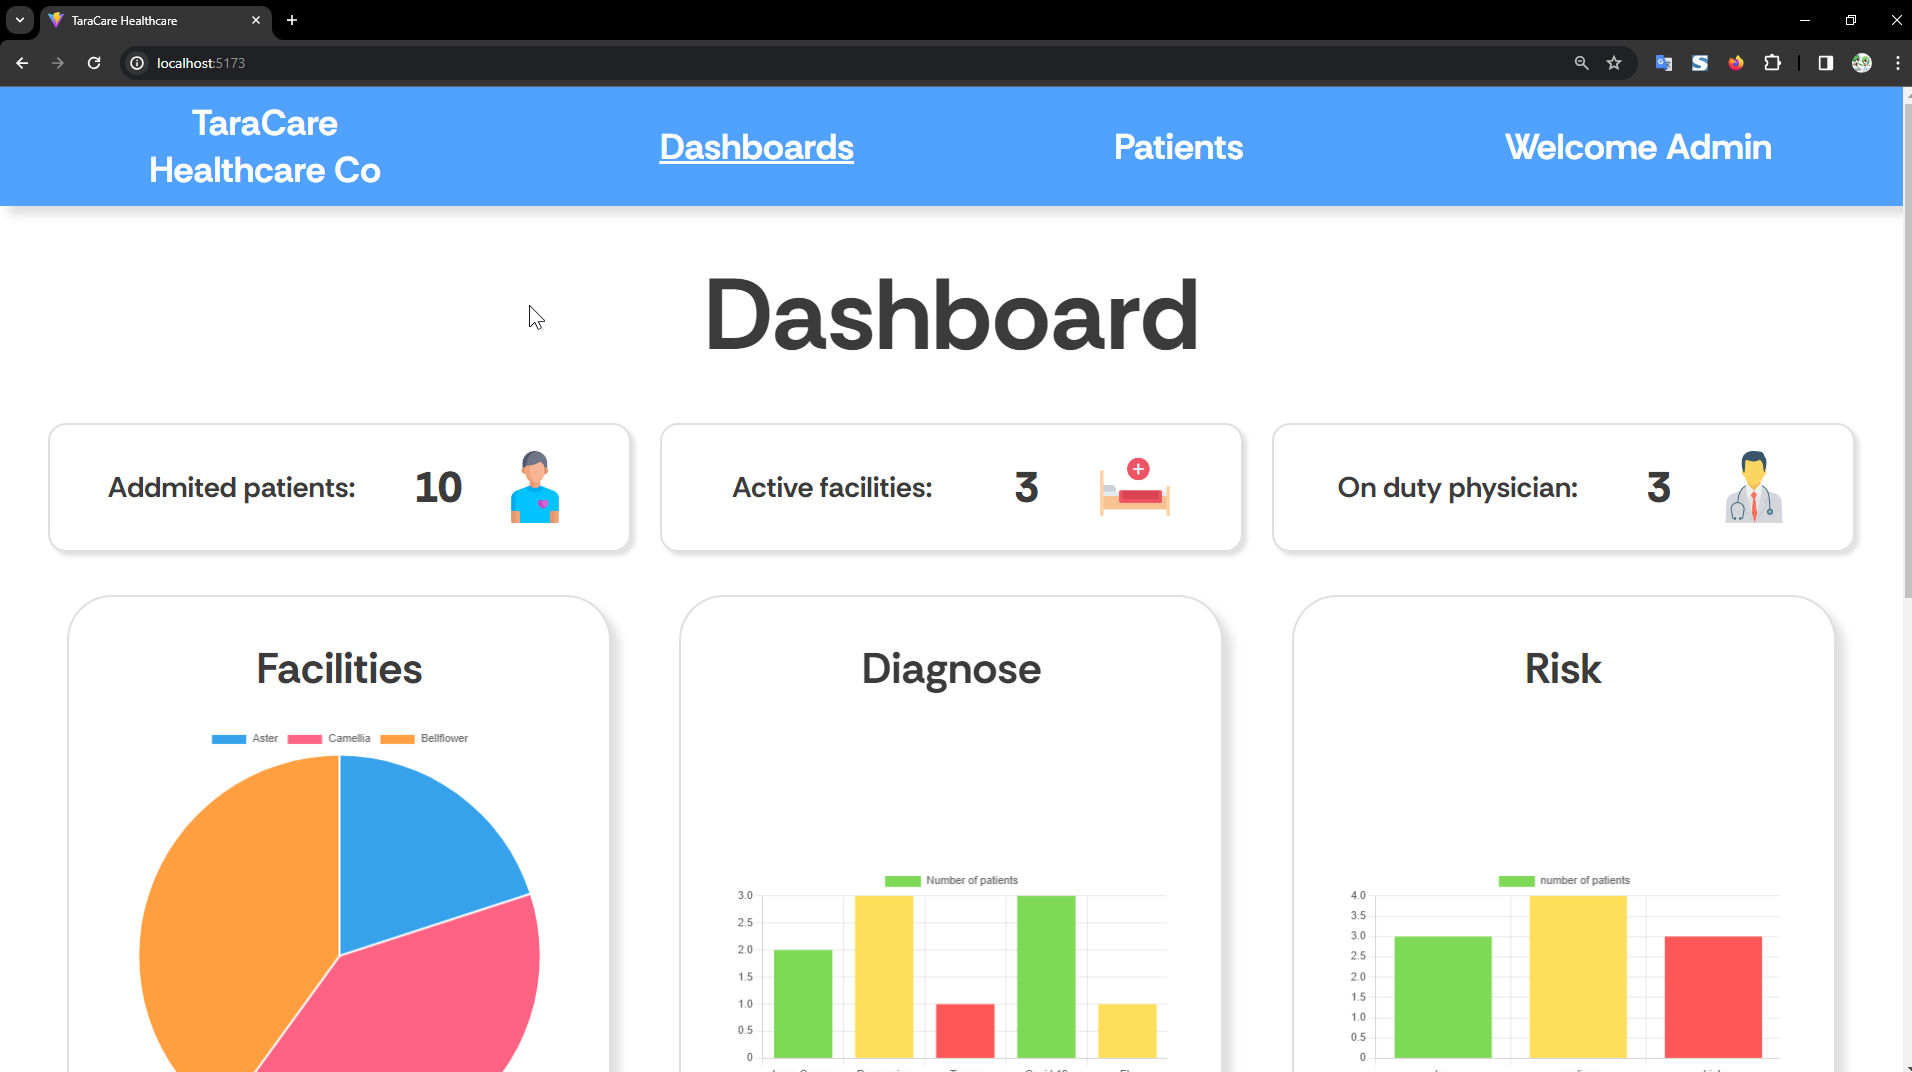 TaraCare Healthcare
localhost:5173
TaraCare
Healthcare Co
Dashboards
Patients
Welcome Admin
Dashboard
Addmited patients:
10
Active facilities:
3
On duty physician:
3
Facilities
Aster
Camellia
Bellflower
Diagnose
Number of patients
3.0
2.5
2.0
1.5
1.0
0.5
0
Risk
number of patients
4.0
3.5
3.0
2.5
2.0
1.5
1.0
0.5
0